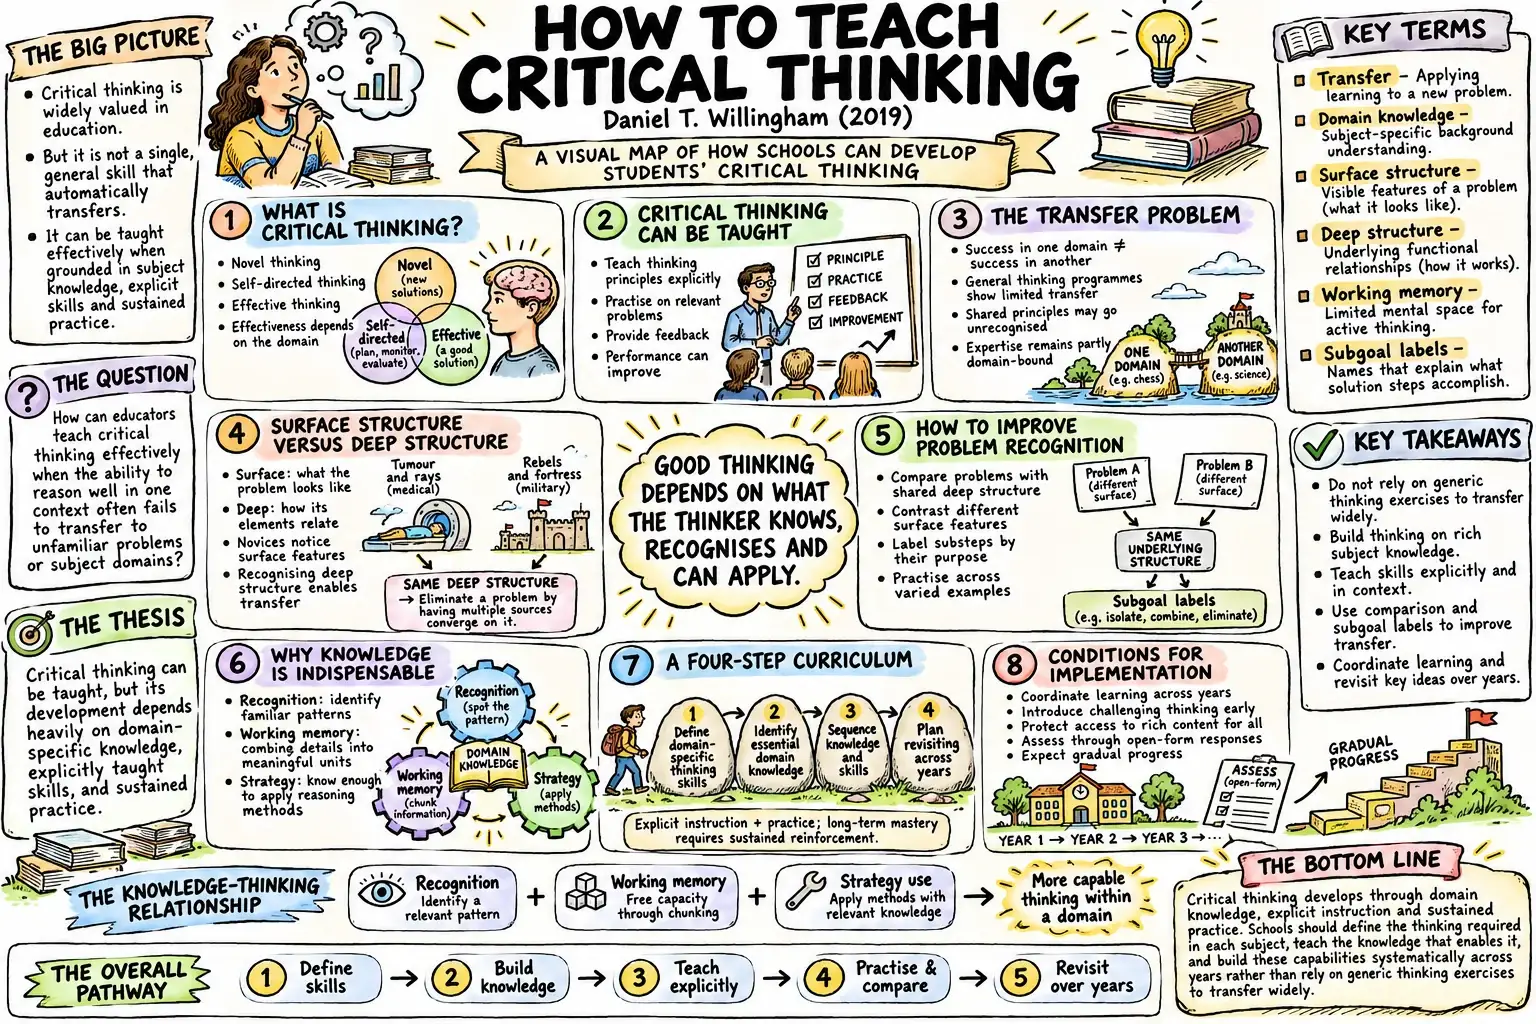 HOW TO TEACH
CRITICAL THINKING
Daniel T. Willingham (2019)
A VISUAL MAP OF HOW SCHOOLS CAN DEVELOP
STUDENTS' CRITICAL THINKING
THE BIG PICTURE
• Critical thinking is
widely valued in
education.
• But it is not a single,
general skill that
automatically
transfers.
• It can be taught
effectively when
grounded in subject
knowledge, explicit
skills and sustained
practice.
?
THE QUESTION
How can educators
teach critical
thinking effectively
when the ability to
reason well in one
context often fails
to transfer to
unfamiliar problems
or subject domains?
THE THESIS
Critical thinking can
be taught, but its
development depends
heavily on domain-
specific knowledge,
explicitly taught
skills, and sustained
practice.
?
1 WHAT IS
CRITICAL THINKING?
• Novel thinking
• Self-directed thinking
• Effective thinking
• Effectiveness depends
on the domain
Novel
(new
solutions)
Self-
directed
(plan, monitor,
evaluate)
Effective
(a good
solution)
2 CRITICAL THINKING
CAN BE TAUGHT
• Teach thinking
principles explicitly
• Practise on relevant
problems
• Provide feedback
• Performance can
improve
PRINCIPLE
PRACTICE
FEEDBACK
IMPROVEMENT
3 THE TRANSFER PROBLEM
• Success in one domain ≠
success in another
• General thinking programmes
show limited transfer
• Shared principles may go
unrecognised
• Expertise remains partly
domain-bound
ONE
DOMAIN
(e.g. chess)
ANOTHER
DOMAIN
(e.g. science)
4 SURFACE STRUCTURE
VERSUS DEEP STRUCTURE
• Surface: what the
problem looks like
• Deep: how its
elements relate
• Novices notice
surface features
• Recognising deep
structure enables
transfer
Tumour
and rays
(medical)
Rebels
and fortress
(military)
SAME DEEP STRUCTURE
→ Eliminate a problem by
having multiple sources
converge on it.
GOOD THINKING
DEPENDS ON WHAT
THE THINKER KNOWS,
RECOGNISES AND
CAN APPLY.
5 HOW TO IMPROVE
PROBLEM RECOGNITION
• Compare problems with
shared deep structure
• Contrast different
surface features
• Label substeps by
their purpose
• Practise across
varied examples
Problem A
(different
surface)
Problem B
(different
surface)
SAME
UNDERLYING
STRUCTURE
Subgoal labels
(e.g. isolate, combine, eliminate)
6 WHY KNOWLEDGE
IS INDISPENSABLE
• Recognition: identify
familiar patterns
• Working memory:
combing details into
meaningful units
• Strategy: know enough
to apply reasoning
methods
Recognition
(spot the
pattern)
DOMAIN
KNOWLEDGE
Working
memory
(chunk
information)
Strategy
(apply
methods)
7 A FOUR-STEP CURRICULUM
1
Define
domain-
specific
thinking
skills
2
Identify
essential
domain
knowledge
3
Sequence
knowledge
and
skills
4
Plan
revisiting
across
years
Explicit instruction + practice; long-term mastery
requires sustained reinforcement.
8 CONDITIONS FOR
IMPLEMENTATION
• Coordinate learning across years
• Introduce challenging thinking early
• Protect access to rich content for all
• Assess through open-form responses
• Expect gradual progress
ASSESS
(open-form)
YEAR 1 → YEAR 2 → YEAR 3 → ...
GRADUAL
PROGRESS
KEY TERMS
Transfer – Applying
learning to a new problem.
Domain knowledge –
Subject-specific background
understanding.
Surface structure –
Visible features of a problem
(what it looks like).
Deep structure –
Underlying functional
relationships (how it works).
Working memory –
Limited mental space for
active thinking.
Subgoal labels –
Names that explain what
solution steps accomplish.
KEY TAKEAWAYS
• Do not rely on generic
thinking exercises to transfer
widely.
• Build thinking on rich
subject knowledge.
• Teach skills explicitly and
in context.
• Use comparison and
subgoal labels to improve
transfer.
• Coordinate learning and
revisit key ideas over years.
THE KNOWLEDGE-THINKING
RELATIONSHIP
Recognition
Identify a
relevant pattern
+
Working memory
Free capacity
through chunking
+
Strategy use
Apply methods with
relevant knowledge
→
More capable
thinking within
a domain
THE OVERALL
PATHWAY
1 Define
skills
→
2 Build
knowledge
→
3 Teach
explicitly
→
4 Practise &
compare
→
5 Revisit
over years
THE BOTTOM LINE
Critical thinking develops through domain
knowledge, explicit instruction and sustained
practice. Schools should define the thinking required
in each subject, teach the knowledge that enables it,
and build these capabilities systematically across
years rather than rely on generic thinking exercises
to transfer widely.